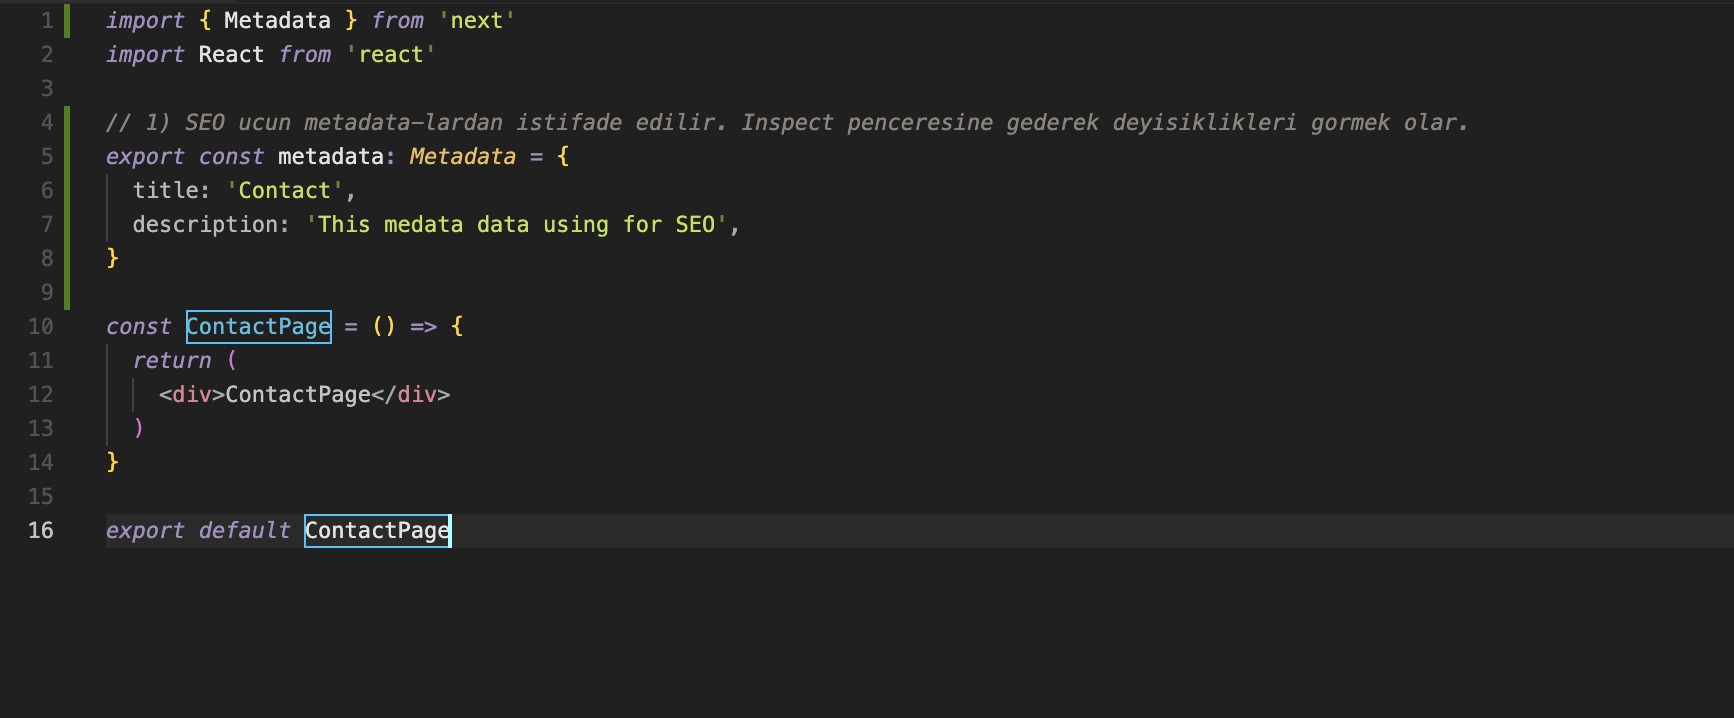 1 import { Metadata } from 'next'
2 import React from 'react'
3
4 // 1) SEO ucun metadata-lardan istifade edilir. Inspect penceresine gederek deyisiklikleri gormek olar.
5 export const metadata: Metadata = {
6 title: 'Contact',
7 description: 'This medata data using for SEO',
8 }
9
10 const ContactPage = () => {
11 return (
12 <div>ContactPage</div>
13 )
14 }
15
16 export default ContactPage